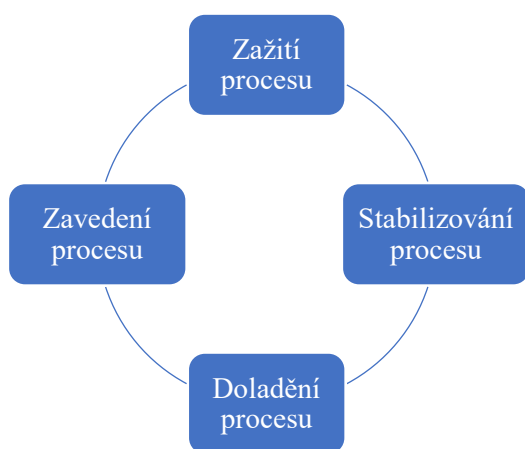 Zažití
procesu
Zavedení
procesu
Stabilizování
procesu
Doladění
procesu